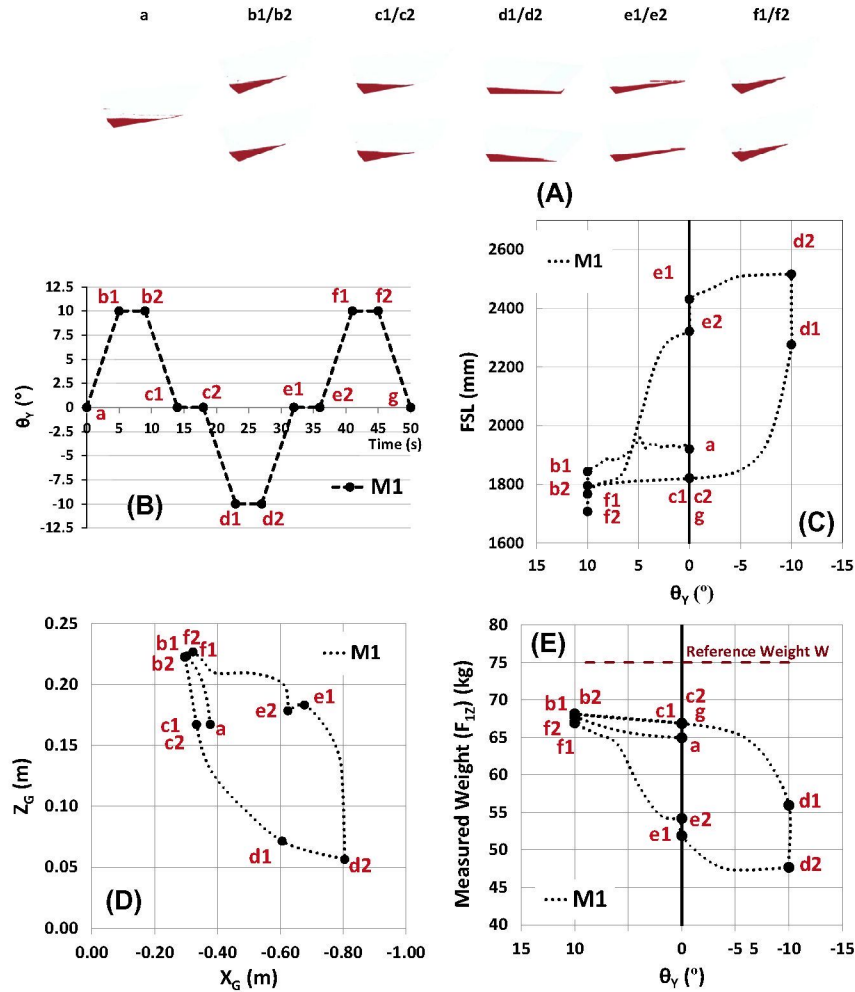 a b1/b2 c1/c2 d1/d2 e1/e2 f1/f2
(A)
12.5
10
7.5
5
2.5
0
-2.5
-5
-7.5
-10
-12.5
θY (°)
b1 b2 f1 f2
a c1 c2 e1 e2 g
0 5 10 15 20 25 30 35 40 45 50
Time (s)
d1 d2
M1
(B)
2600
2400
2200
2000
1800
1600
FSL (mm)
M1
d2
e1
e2
d1
a
b1
b2
f1
f2
c1 c2
g
(C)
15 10 5 0 -5 -10 -15
θY (°)
0.25
0.20
0.15
0.10
0.05
0.00
ZG (m)
M1
f2
b1 f1
b2
e2 e1
c1 a
c2
d1 d2
(D)
0.00 -0.20 -0.40 -0.60 -0.80 -1.00
XG (m)
80
75
70
65
60
55
50
45
40
Measured Weight (F12) (kg)
(E)
Reference Weight W
b2 c2
b1 c1 g
f2
f1 a
d1
e2
e1
d2
M1
15 10 5 0 -5 5 -10 -15
θY (°)